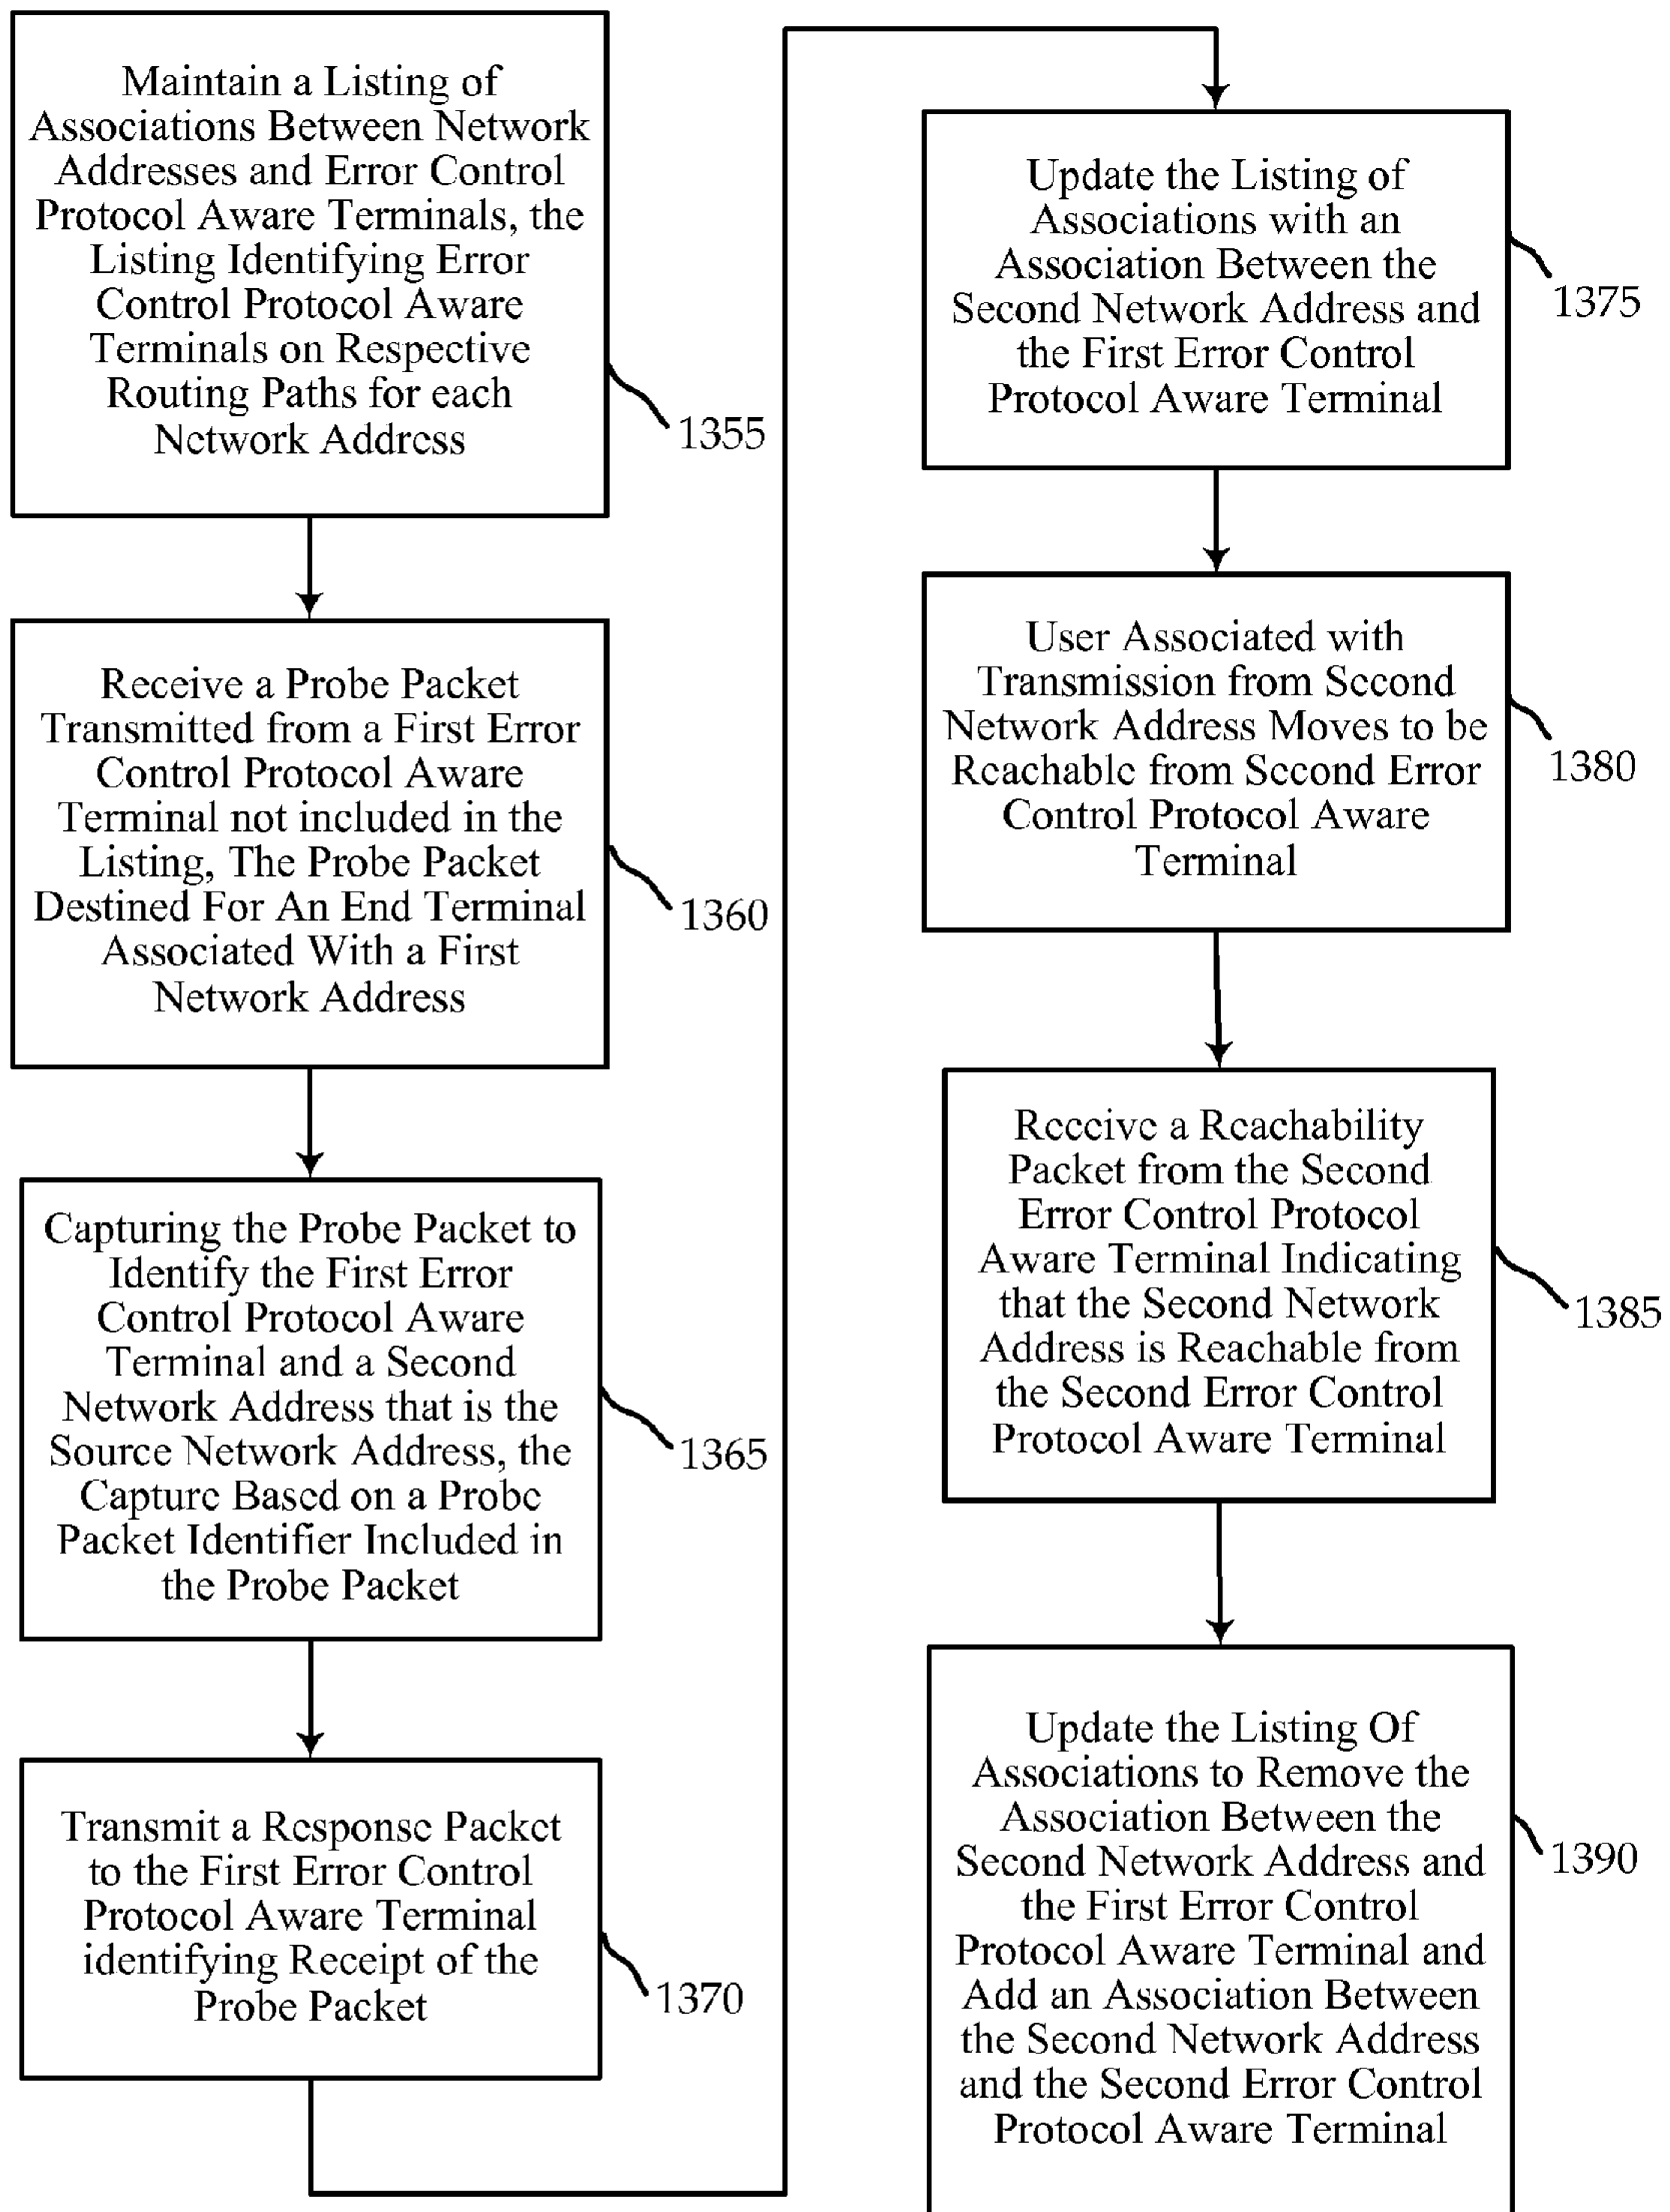 Maintain a Listing of
Associations Between Network
Addresses and Error Control
Protocol Aware Terminals, the
Listing Identifying Error
Control Protocol Aware
Terminals on Respective
Routing Paths for each
Network Address
1355
Receive a Probe Packet
Transmitted from a First Error
Control Protocol Aware
Terminal not included in the
Listing, The Probe Packet
Destined For An End Terminal
Associated With a First
Network Address
1360
Capturing the Probe Packet to
Identify the First Error
Control Protocol Aware
Terminal and a Second
Network Address that is the
Source Network Address, the
Capture Based on a Probe
Packet Identifier Included in
the Probe Packet
1365
Transmit a Response Packet
to the First Error Control
Protocol Aware Terminal
identifying Receipt of the
Probe Packet
1370
Update the Listing of
Associations with an
Association Between the
Second Network Address and
the First Error Control
Protocol Aware Terminal
1375
User Associated with
Transmission from Second
Network Address Moves to be
Reachable from Second Error
Control Protocol Aware
Terminal
1380
Receive a Reachability
Packet from the Second
Error Control Protocol
Aware Terminal Indicating
that the Second Network
Address is Reachable from
the Second Error Control
Protocol Aware Terminal
1385
Update the Listing Of
Associations to Remove the
Association Between the
Second Network Address and
the First Error Control
Protocol Aware Terminal and
Add an Association Between
the Second Network Address
and the Second Error Control
Protocol Aware Terminal
1390